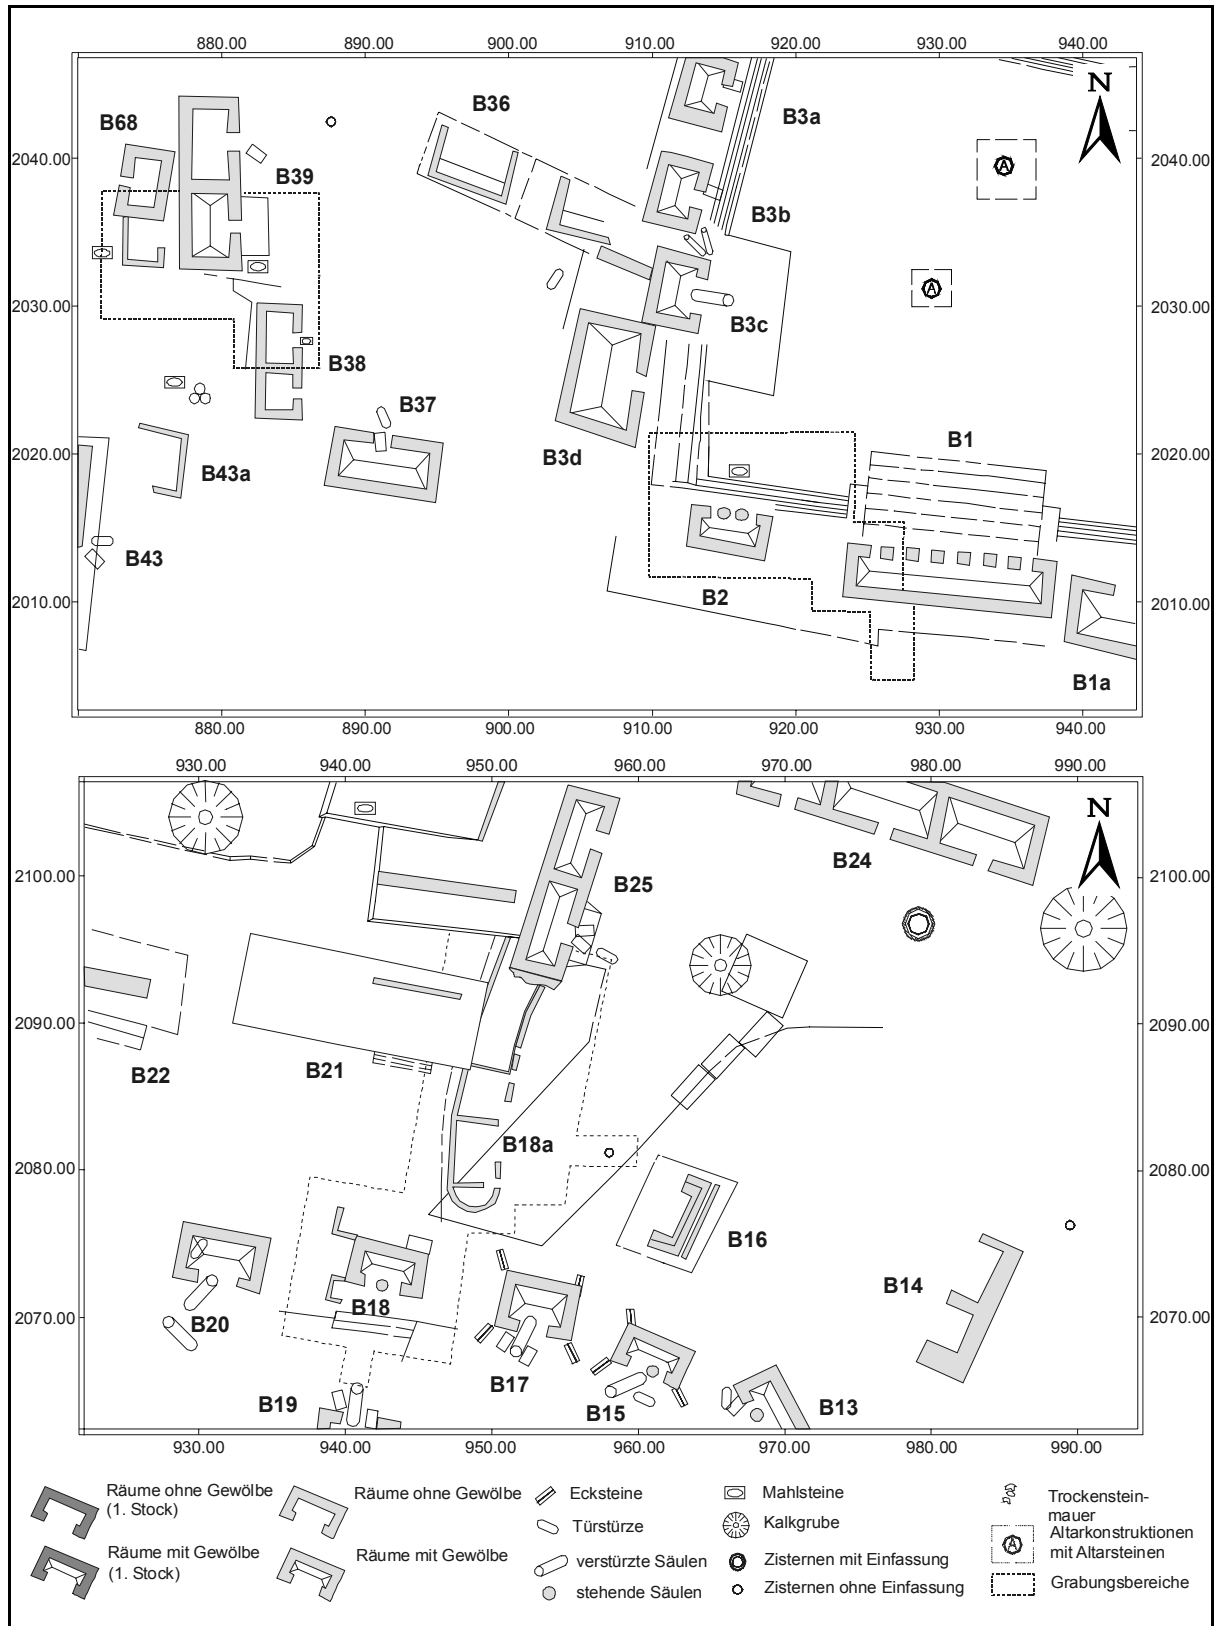 880.00 890.00 900.00 910.00 920.00 930.00 940.00
N
B36
B3a
B68
2040.00 A 2040.00
B39
B3b
A
2030.00 2030.00
B3c
B38
B37
B1
2020.00 B3d 2020.00
B43a
B43
2010.00 B2 2010.00
B1a
880.00 890.00 900.00 910.00 920.00 930.00 940.00
930.00 940.00 950.00 960.00 970.00 980.00 990.00
N
B24
2100.00 B25 2100.00
2090.00 2090.00
B22 B21
B18a
2080.00 2080.00
B16
B14
B18
2070.00 B20 2070.00
B17
B19 B15 B13
930.00 940.00 950.00 960.00 970.00 980.00 990.00
Räume ohne Gewölbe
(1. Stock)
Räume mit Gewölbe
(1. Stock)
Räume ohne Gewölbe
Räume mit Gewölbe
Ecksteine
Türstürze
verstürzte Säulen
stehende Säulen
Mahlsteine
Kalkgrube
Zisternen mit Einfassung
Zisternen ohne Einfassung
Trockenstein-
mauer
A Altarkonstruktionen
mit Altarsteinen
Grabungsbereiche